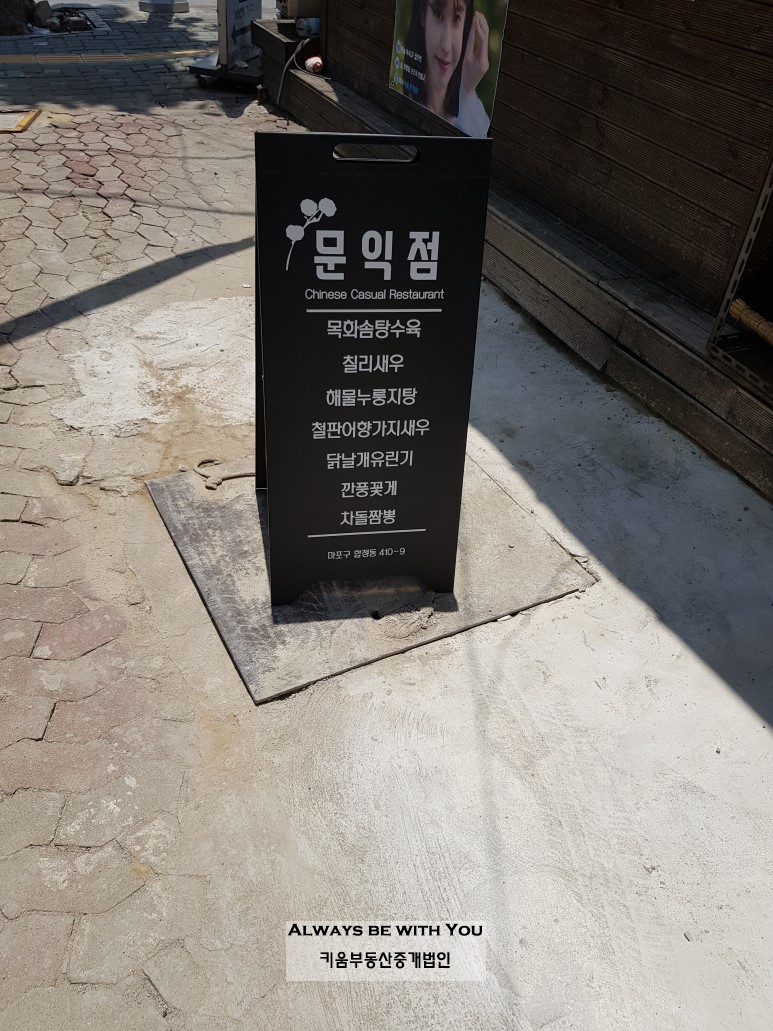 문익점
Chinese Casual Restaurant
목화솜탕수육
칠리새우
해물누룽지탕
철판어향가지새우
닭날개유린기
깐풍꽃게
차돌짬뽕
마포구 합정동 410-9
ALWAYS BE WITH YOU
키움부동산중개법인